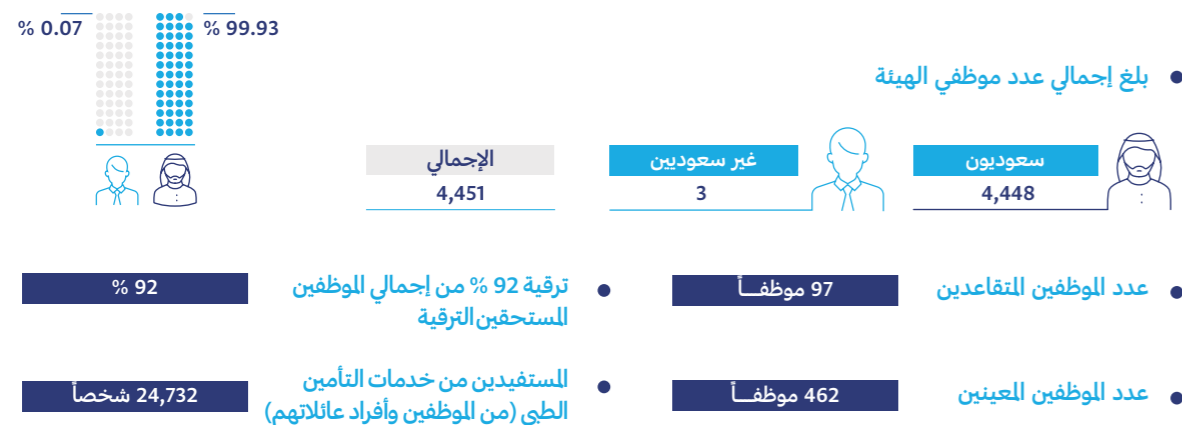 % 99.93
% 0.07
بلغ إجمالي عدد موظفي الهيئة
سعوديون
4,448
غير سعوديين
3
الإجمالي
4,451
عدد الموظفين المتقاعدين
97 موظفــاً
ترقية 92 % من إجمالي الموظفين
المستحقين الترقية
% 92
عدد الموظفين المعينين
462 موظفــاً
المستفيدين من خدمات التأمين
الطبي (من الموظفين وأفراد عائلاتهم)
24,732 شخصاً